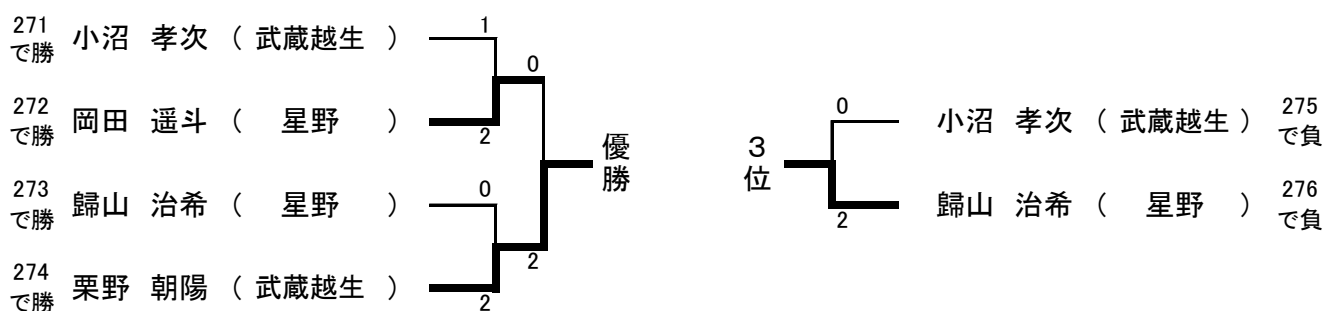 271
で勝
小沼 孝次 ( 武蔵越生 )
1
0
272
で勝
岡田 遥斗 ( 星野 )
2
優勝
273
で勝
歸山 治希 ( 星野 )
0
2
274
で勝
栗野 朝陽 ( 武蔵越生 )
2
3位
0
小沼 孝次 ( 武蔵越生 )
275
で負
2
歸山 治希 ( 星野 )
276
で負